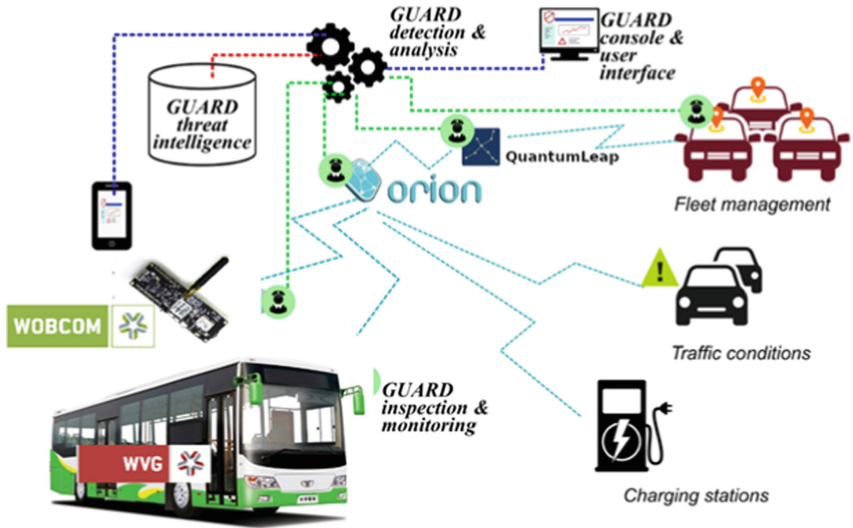 GUARD
detection &
analysis
GUARD
console &
user
interface
GUARD
threat
intelligence
QuantumLeap
orion
Fleet management
WOBCOM
Traffic conditions
GUARD
inspection &
monitoring
WVG
Charging stations